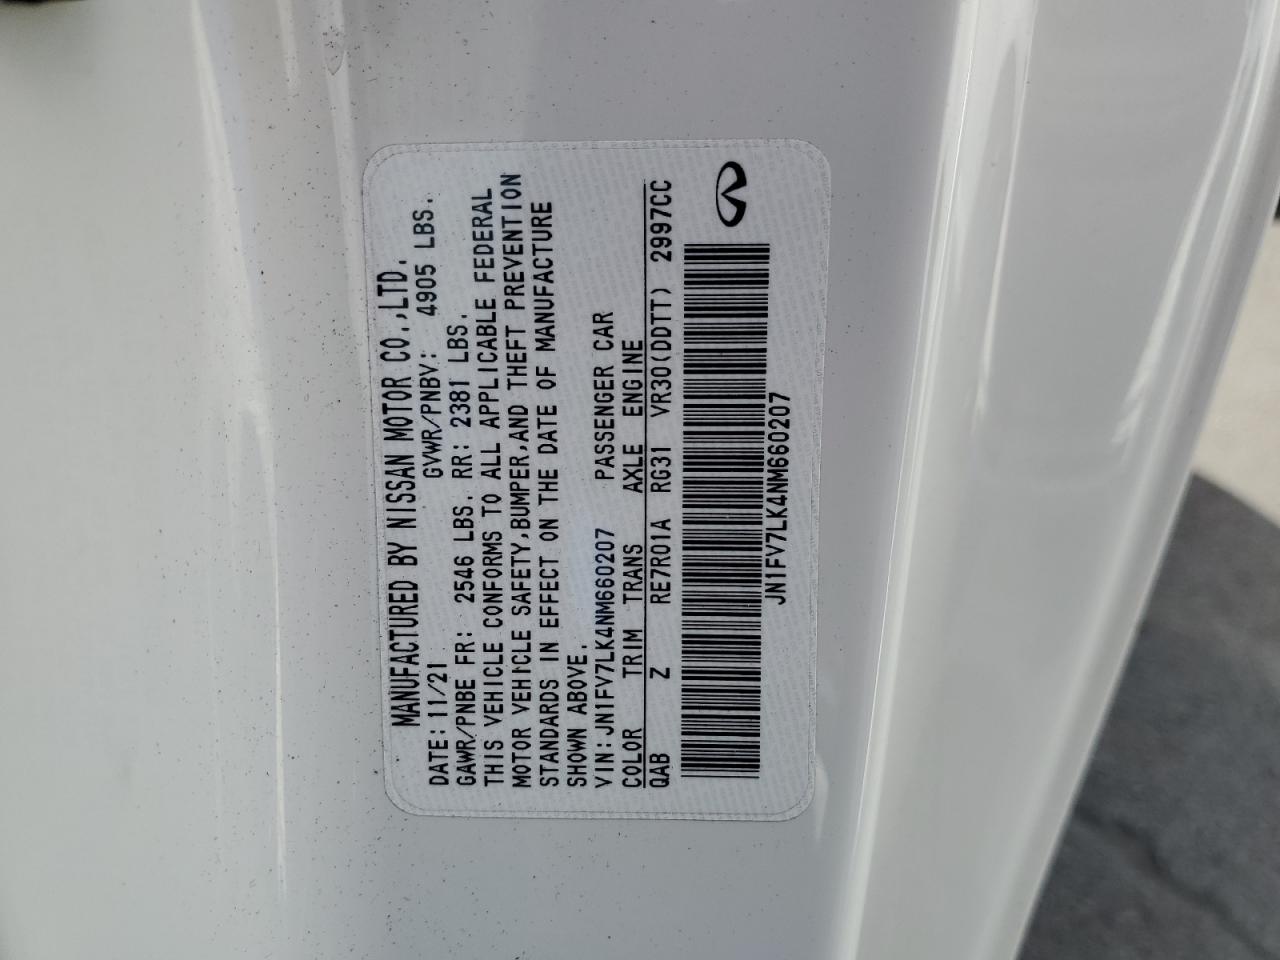 MANUFACTURED BY NISSAN MOTOR CO.,LTD.
DATE:11/21 GVWR/PNBV: 4905 LBS.
GAWR/PNBE FR: 2546 LBS. RR: 2381 LBS.
THIS VEHICLE CONFORMS TO ALL APPLICABLE FEDERAL
MOTOR VEHICLE SAFETY,BUMPER,AND THEFT PREVENTION
STANDARDS IN EFFECT ON THE DATE OF MANUFACTURE
SHOWN ABOVE.
VIN:JN1FV7LK4NM660207 PASSENGER CAR
COLOR TRIM TRANS AXLE ENGINE
QAB Z RE7R01A RG31 VR30(DDTT) 2997CC
JN1FV7LK4NM660207